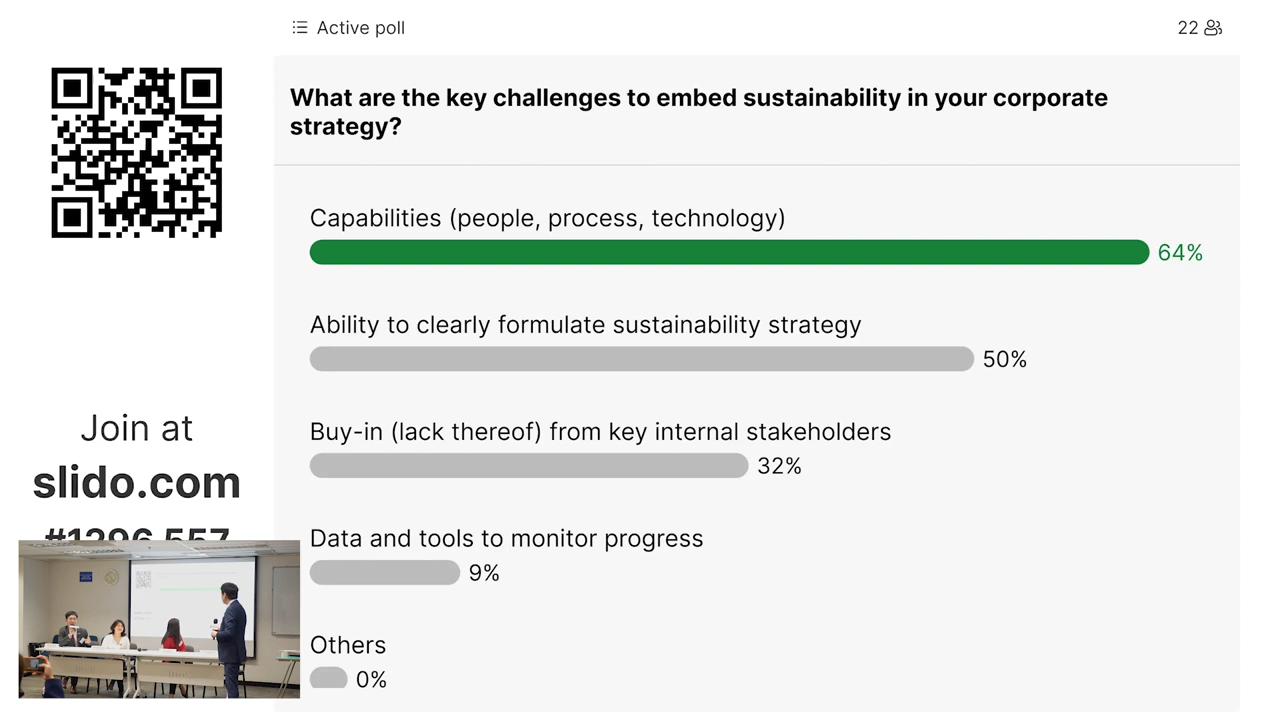 Active poll
22
What are the key challenges to embed sustainability in your corporate
strategy?
Capabilities (people, process, technology)
64%
Ability to clearly formulate sustainability strategy
50%
Buy-in (lack thereof) from key internal stakeholders
32%
Data and tools to monitor progress
9%
Others
0%
Join at
slido.com
#1296 557